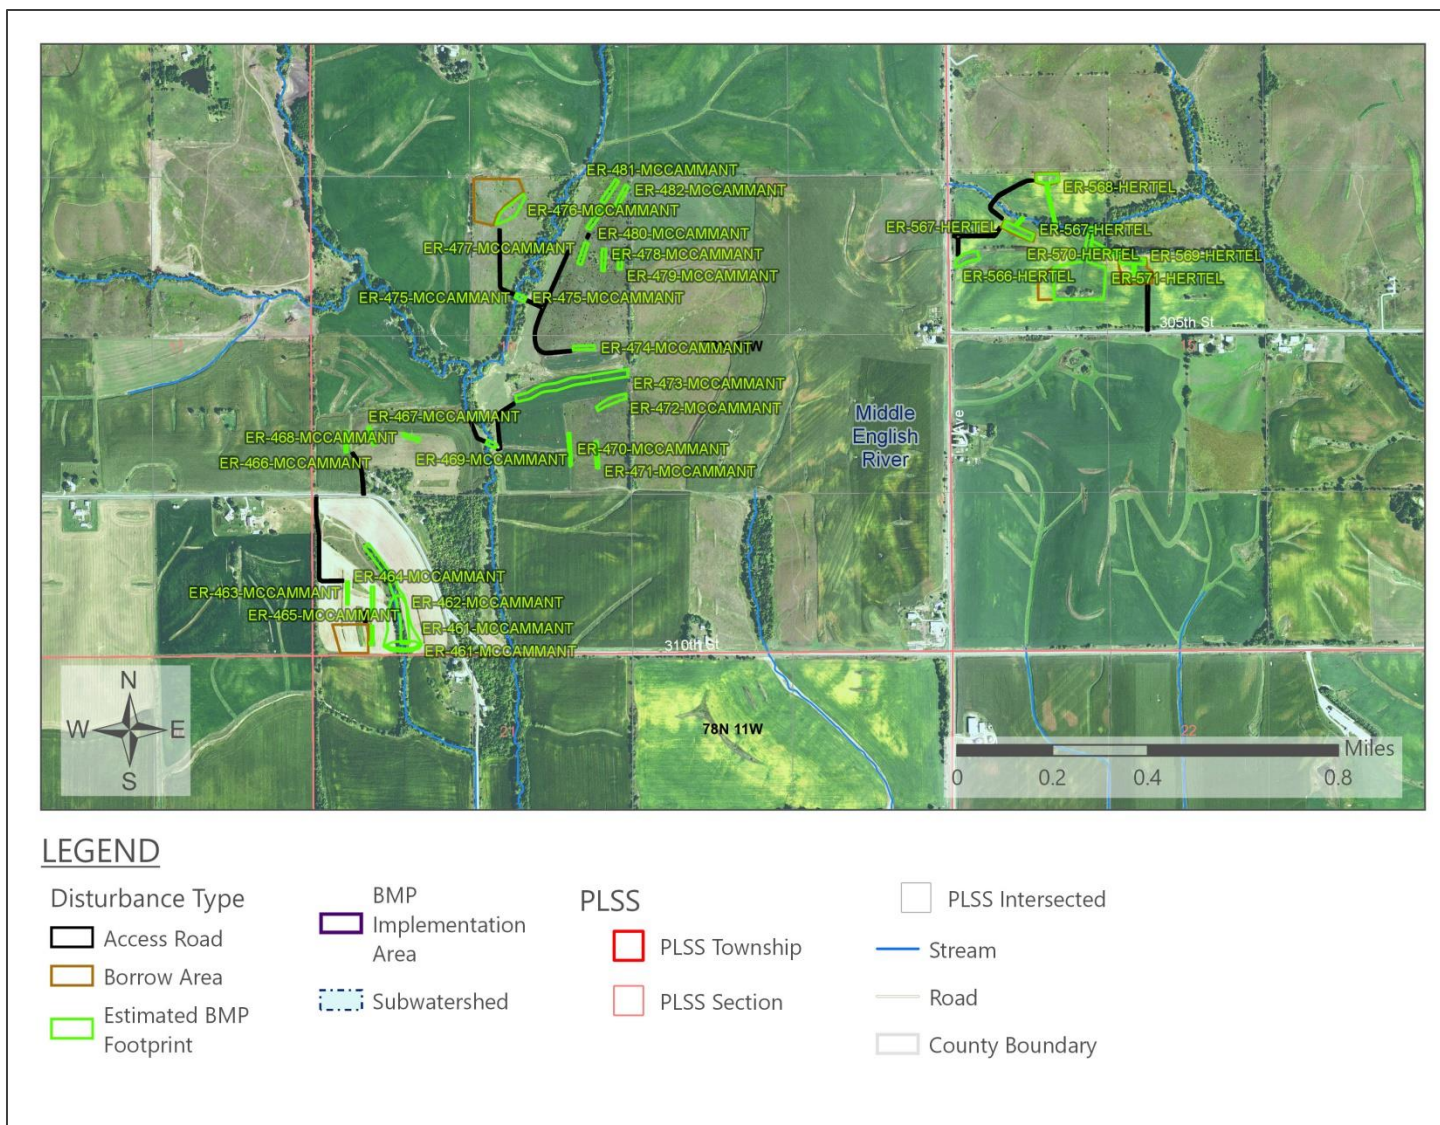 ER-481-MCCAMMANT
ER-482-MCCAMMANT
ER-476-MCCAMMANT
ER-480-MCCAMMANT
ER-477-MCCAMMANT
ER-478-MCCAMMANT
ER-479-MCCAMMANT
ER-475-MCCAMMANT
ER-475-MCCAMMANT
ER-474-MCCAMMANT
W
ER-473-MCCAMMANT
ER-472-MCCAMMANT
ER-467-MCCAMMANT
ER-468-MCCAMMANT
ER-466-MCCAMMANT
ER-469-MCCAMMANT
ER-470-MCCAMMANT
ER-471-MCCAMMANT
ER-464-MCCAMMANT
ER-463-MCCAMMANT
ER-462-MCCAMMANT
ER-465-MCCAMMANT
ER-461-MCCAMMANT
ER-461-MCCAMMANT
ER-568-HERTEL
ER-567-HERTEL
ER-567-HERTEL
ER-570-HERTEL
ER-569-HERTEL
ER-566-HERTEL
ER-571-HERTEL
305th St
Middle
English
River
Ave
310th St
78N 11W
21
22
N
W
E
S
Miles
0
0.2
0.4
0.8
LEGEND
Disturbance Type
Access Road
Borrow Area
Estimated BMP
Footprint
BMP
Implementation
Area
Subwatershed
PLSS
PLSS Township
PLSS Section
PLSS Intersected
Stream
Road
County Boundary